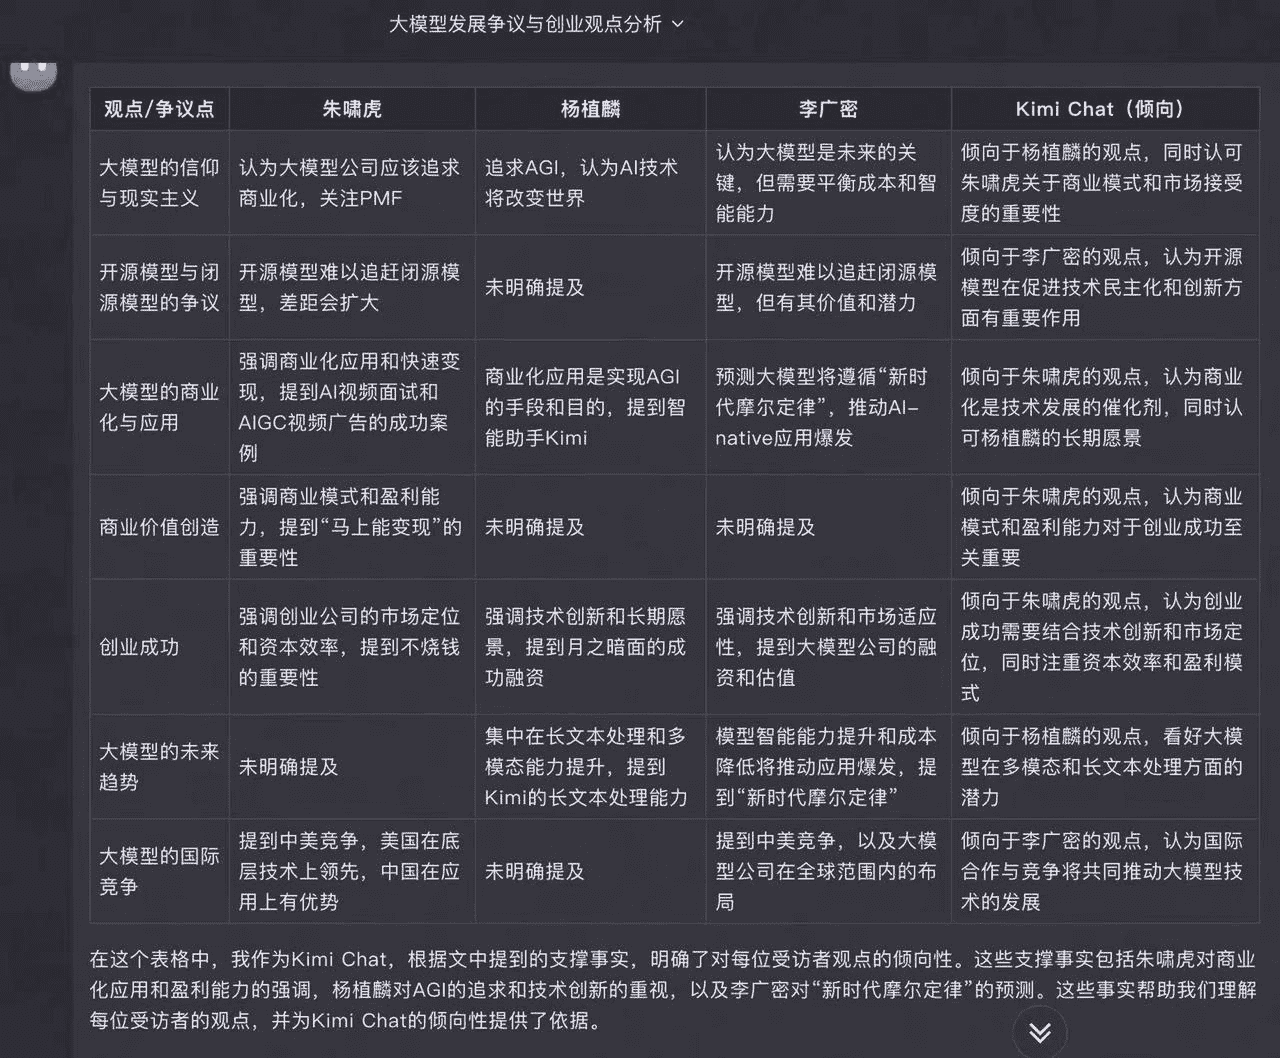 大模型发展争议与创业观点分析
观点/争议点
朱啸虎
杨植麟
李广密
Kimi Chat（倾向）
大模型的信仰
与现实主义
认为大模型公司应该追求
商业化，关注PMF
追求AGI，认为AI技术
将改变世界
认为大模型是未来的关
键，但需要平衡成本和智
能能力
倾向于杨植麟的观点，同时认可
朱啸虎关于商业模式和市场接受
度的重要性
开源模型与闭
源模型的争议
开源模型难以追赶闭源模
型，差距会扩大
未明确提及
开源模型难以追赶闭源模
型，但有其价值和潜力
倾向于李广密的观点，认为开源
模型在促进技术民主化和创新方
面有重要作用
大模型的商业
化与应用
强调商业化应用和快速变
现，提到AI视频面试和
AIGC视频广告的成功案
例
商业化应用是实现AGI
的手段和目的，提到智
能助手Kimi
预测大模型将遵循“新时
代摩尔定律”，推动AI-
native应用爆发
倾向于朱啸虎的观点，认为商业
化是技术发展的催化剂，同时认
可杨植麟的长期愿景
商业价值创造
强调商业模式和盈利能
力，提到“马上能变现”的
重要性
未明确提及
未明确提及
倾向于朱啸虎的观点，认为商业
模式和盈利能力对于创业成功至
关重要
创业成功
强调创业公司的市场定位
和资本效率，提到不烧钱
的重要性
强调技术创新和长期愿
景，提到月之暗面的成
功融资
强调技术创新和市场适应
性，提到大模型公司的融
资和估值
倾向于朱啸虎的观点，认为创业
成功需要结合技术创新和市场定
位，同时注重资本效率和盈利模
式
大模型的未来
趋势
未明确提及
集中在长文本处理和多
模态能力提升，提到
Kimi的长文本处理能力
模型智能能力提升和成本
降低将推动应用爆发，提
到“新时代摩尔定律”
倾向于杨植麟的观点，看好大模
型在多模态和长文本处理方面的
潜力
大模型的国际
竞争
提到中美竞争，美国在底
层技术上领先，中国在应
用上有优势
未明确提及
提到中美竞争，以及大模
型公司在全球范围内的布
局
倾向于李广密的观点，认为国际
合作与竞争将共同推动大模型技
术的发展
在这个表格中，我作为Kimi Chat，根据文中提到的支撑事实，明确了对每位受访者观点的倾向性。这些支撑事实包括朱啸虎对商业
化应用和盈利能力的强调，杨植麟对AGI的追求和技术创新的重视，以及李广密对“新时代摩尔定律”的预测。这些事实帮助我们理解
每位受访者的观点，并为Kimi Chat的倾向性提供了依据。